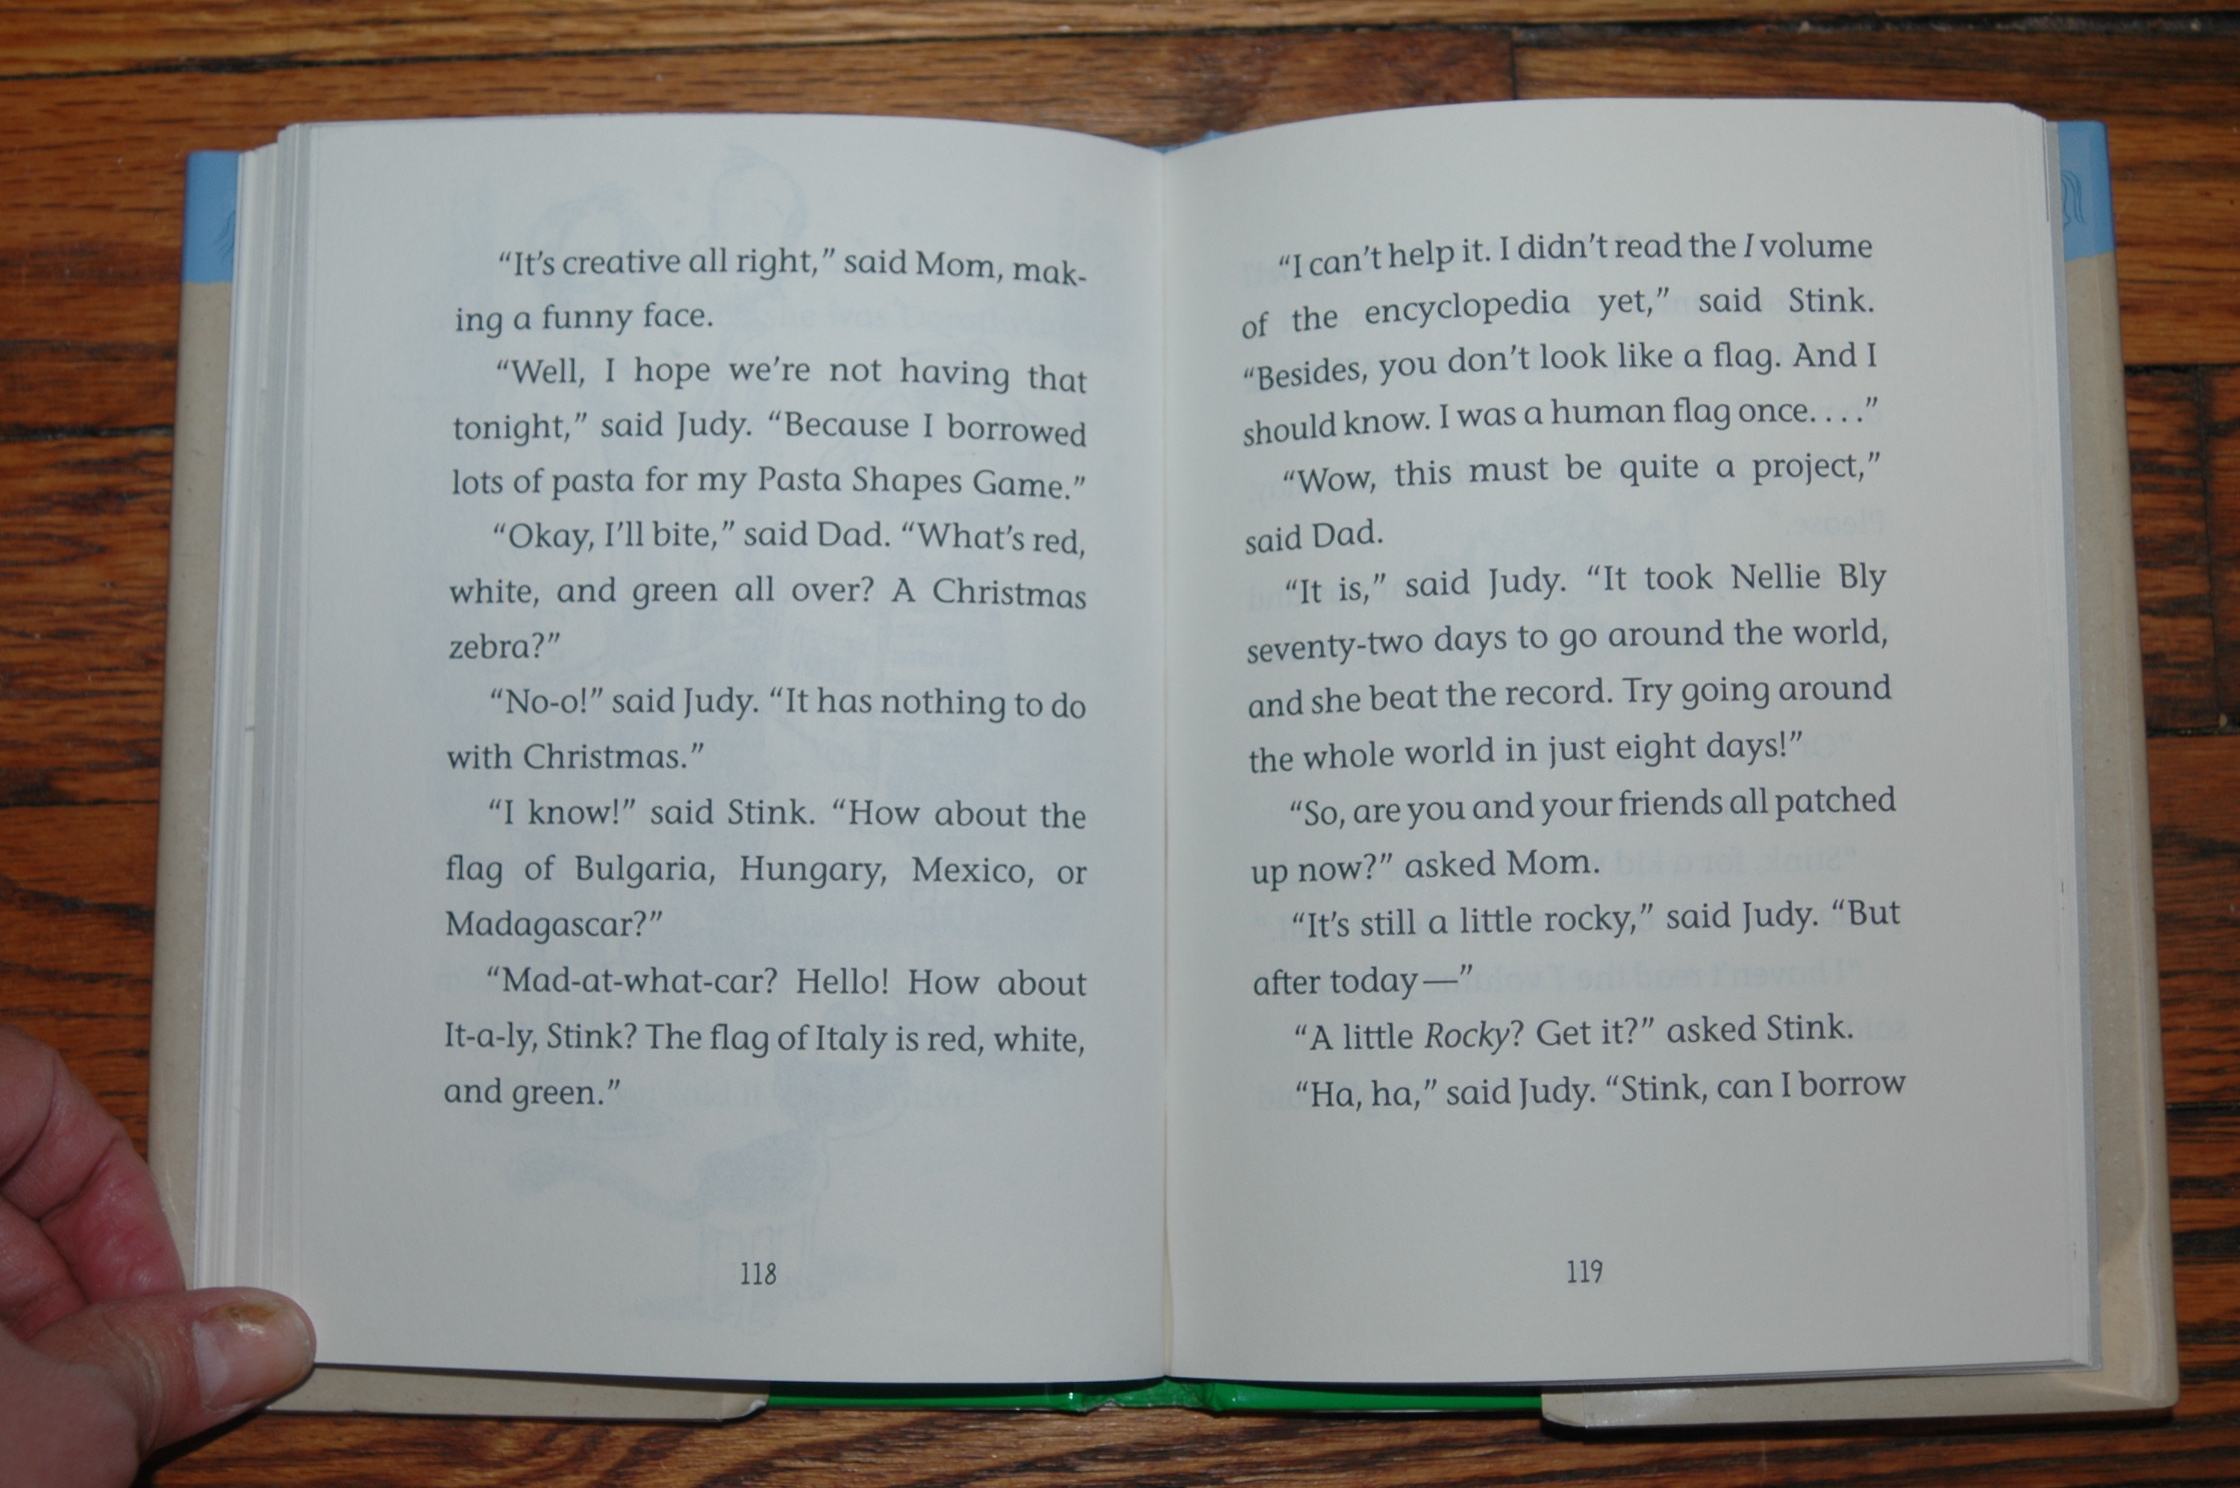 “It’s creative all right,” said Mom, mak-
ing a funny face.
“Well, I hope we’re not having that
tonight,” said Judy. “Because I borrowed
lots of pasta for my Pasta Shapes Game.”
“Okay, I’ll bite,” said Dad. “What’s red,
white, and green all over? A Christmas
zebra?”
“No-o!” said Judy. “It has nothing to do
with Christmas.”
“I know!” said Stink. “How about the
flag of Bulgaria, Hungary, Mexico, or
Madagascar?”
“Mad-at-what-car? Hello! How about
It-a-ly, Stink? The flag of Italy is red, white,
and green.”
118
“I can’t help it. I didn’t read the I volume
of the encyclopedia yet,” said Stink.
“Besides, you don’t look like a flag. And I
should know. I was a human flag once. . . .”
“Wow, this must be quite a project,”
said Dad.
“It is,” said Judy. “It took Nellie Bly
seventy-two days to go around the world,
and she beat the record. Try going around
the whole world in just eight days!”
“So, are you and your friends all patched
up now?” asked Mom.
“It’s still a little rocky,” said Judy. “But
after today—”
“A little Rocky? Get it?” asked Stink.
“Ha, ha,” said Judy. “Stink, can I borrow
119